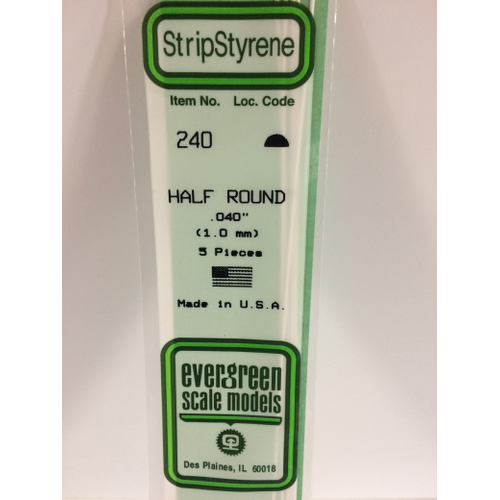 StripStyrene
Item No. Loc. Code
240
HALF ROUND
.040"
(1.0 mm)
5 Pieces
Made in U.S.A.
evergreen
scale models
Des Plaines, IL 60018